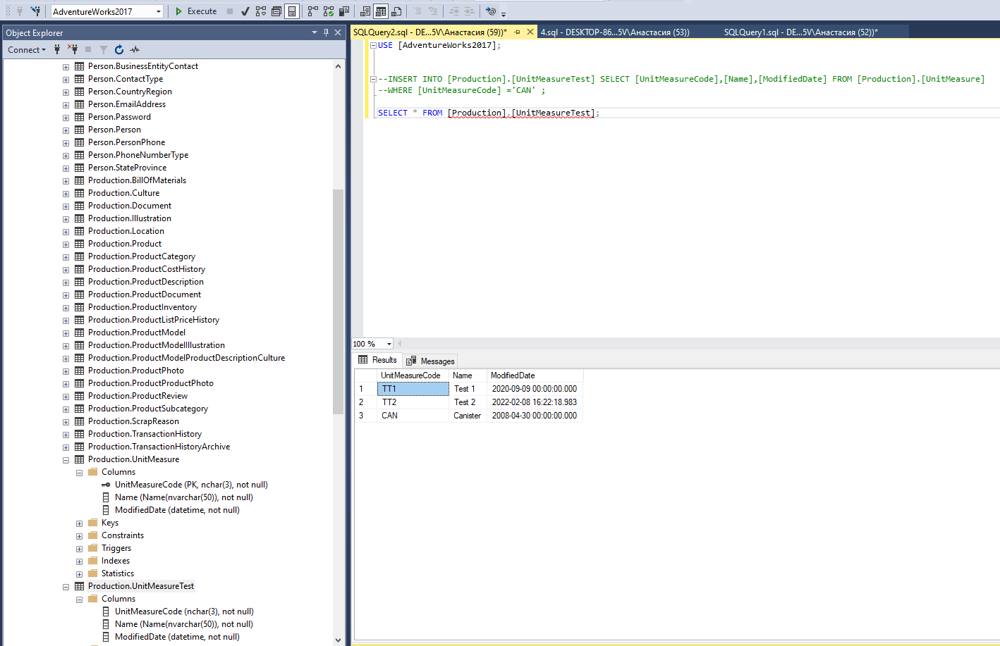 AdventureWorks2017
Execute
Object Explorer
Connect
Person.BusinessEntityContact
Person.ContactType
Person.CountryRegion
Person.EmailAddress
Person.Password
Person.Person
Person.PersonPhone
Person.PhoneNumberType
Person.StateProvince
Production.BillOfMaterials
Production.Culture
Production.Document
Production.Illustration
Production.Location
Production.Product
Production.ProductCategory
Production.ProductCostHistory
Production.ProductDescription
Production.ProductDocument
Production.ProductInventory
Production.ProductListPriceHistory
Production.ProductModel
Production.ProductModelIllustration
Production.ProductModelProductDescriptionCulture
Production.ProductPhoto
Production.ProductProductPhoto
Production.ProductReview
Production.ProductSubcategory
Production.ScrapReason
Production.TransactionHistory
Production.TransactionHistoryArchive
Production.UnitMeasure
Columns
UnitMeasureCode (PK, nchar(3), not null)
Name (Name(nvarchar(50)), not null)
ModifiedDate (datetime, not null)
Keys
Constraints
Triggers
Indexes
Statistics
Production.UnitMeasureTest
Columns
UnitMeasureCode (nchar(3), not null)
Name (Name(nvarchar(50)), not null)
ModifiedDate (datetime, not null)
SQLQuery2.sql - DE...5V\Анастасия (59))* 4.sql - DESKTOP-86...5V\Анастасия (53)) SQLQuery1.sql - DE...5V\Анастасия (52))*
USE [AdventureWorks2017];
--INSERT INTO [Production].[UnitMeasureTest] SELECT [UnitMeasureCode],[Name],[ModifiedDate] FROM [Production].[UnitMeasure]
--WHERE [UnitMeasureCode] ='CAN' ;
SELECT * FROM [Production].[UnitMeasureTest];
100 %
Results Messages
UnitMeasureCode Name ModifiedDate
1 TT1 Test 1 2020-09-09 00:00:00.000
2 TT2 Test 2 2022-02-08 16:22:18.983
3 CAN Canister 2008-04-30 00:00:00.000